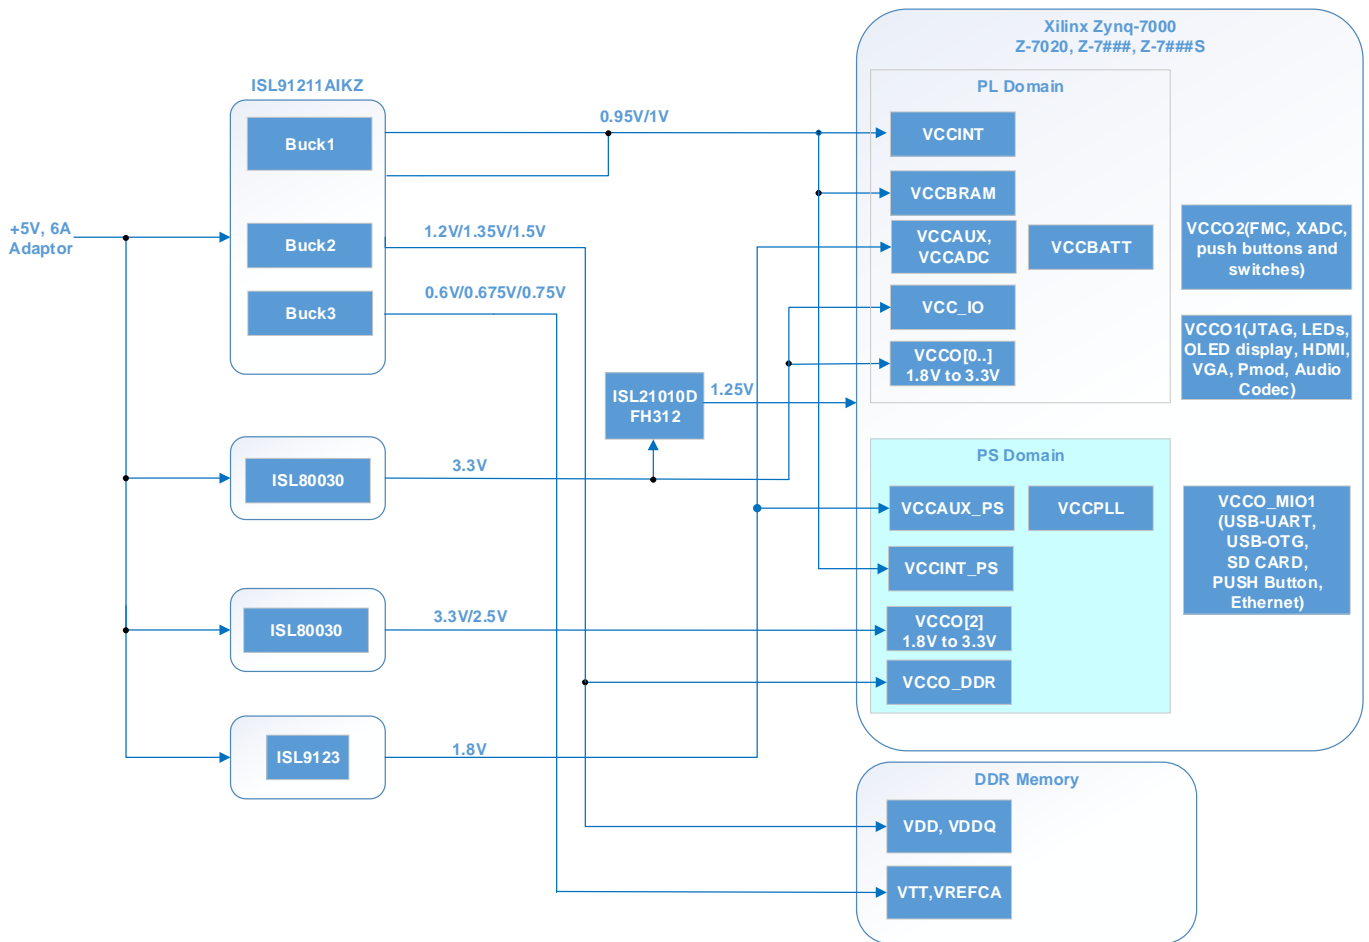 Xilinx Zynq-7000
Z-7020, Z-7###, Z-7###S
ISL91211AIKZ
PL Domain
0.95V/1V
Buck1
VCCINT
VCCBRAM
+5V, 6A
Adaptor
1.2V/1.35V/1.5V
Buck2
VCCAUX,
VCCADC
VCCBATT
VCCO2(FMC, XADC,
push buttons and
switches)
0.6V/0.675V/0.75V
Buck3
VCC_IO
VCCO[0..]
1.8V to 3.3V
VCCO1(JTAG, LEDs,
OLED display, HDMI,
VGA, Pmod, Audio
Codec)
ISL21010D
FH312
1.25V
PS Domain
3.3V
ISL80030
VCCAUX_PS
VCCPLL
VCCO_MIO1
(USB-UART,
USB-OTG,
SD CARD,
PUSH Button,
Ethernet)
VCCINT_PS
3.3V/2.5V
ISL80030
VCCO[2]
1.8V to 3.3V
VCCO_DDR
1.8V
ISL9123
DDR Memory
VDD, VDDQ
VTT,VREFCA